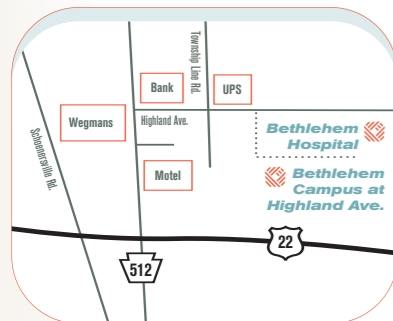 Township Line Rd.
Bank
UPS
Wegmans
Highland Ave.
Bethlehem
Hospital
Schoenersville Rd.
Motel
Bethlehem
Campus at
Highland Ave.
22
512